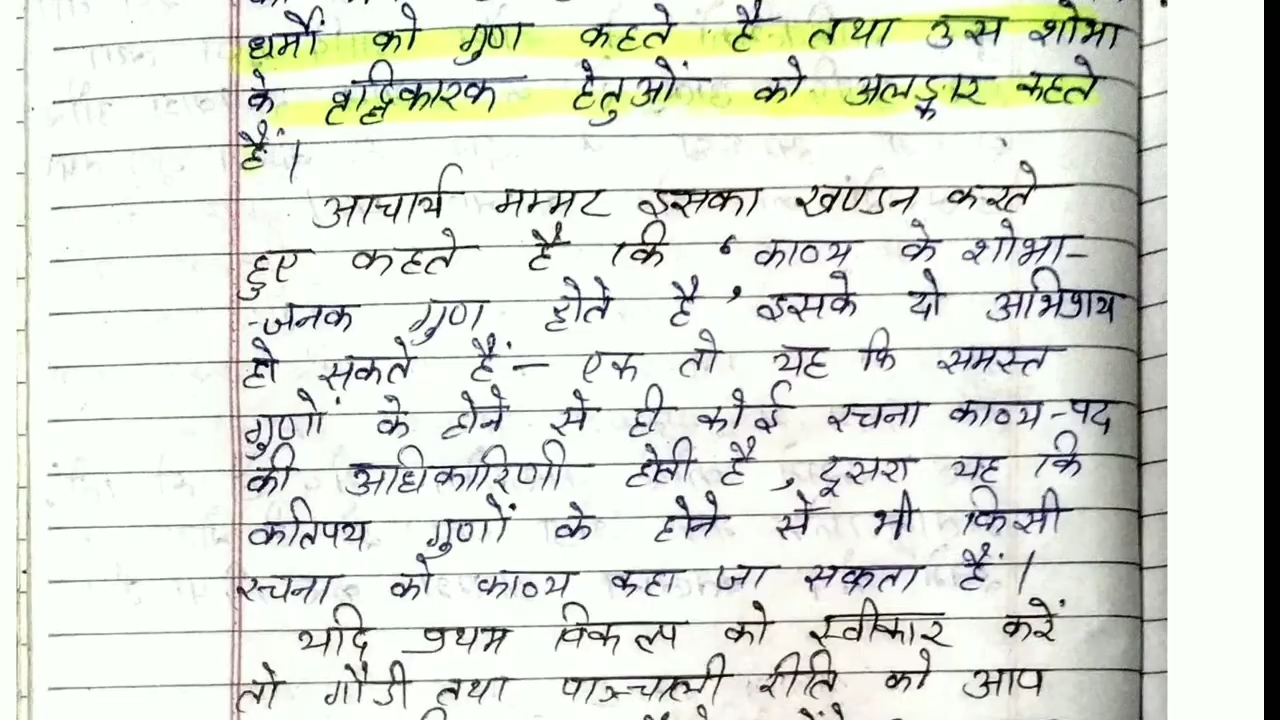 धर्मों को गुण कहते है तथा उस शोभा
के वृद्धिकारक हेतुओं को अलङ्कार कहते
हैं।
आचार्य मम्मट इसका खण्डन करते
हुए कहते है कि ‘काव्य के शोभा-
-जनक गुण होते है’ इसके दो अभिप्राय
हो सकते हैं:- एक तो यह कि समस्त
गुणों के होने से ही कोई रचना काव्य-पद
की अधिकारिणी होती है, दूसरा यह कि
कतिपय गुणों के होने से भी किसी
रचना को काव्य कहा जा सकता हैं।
यदि प्रथम विकल्प को स्वीकार करें
तो गौडी तथा पाञ्चाली रीति को आप